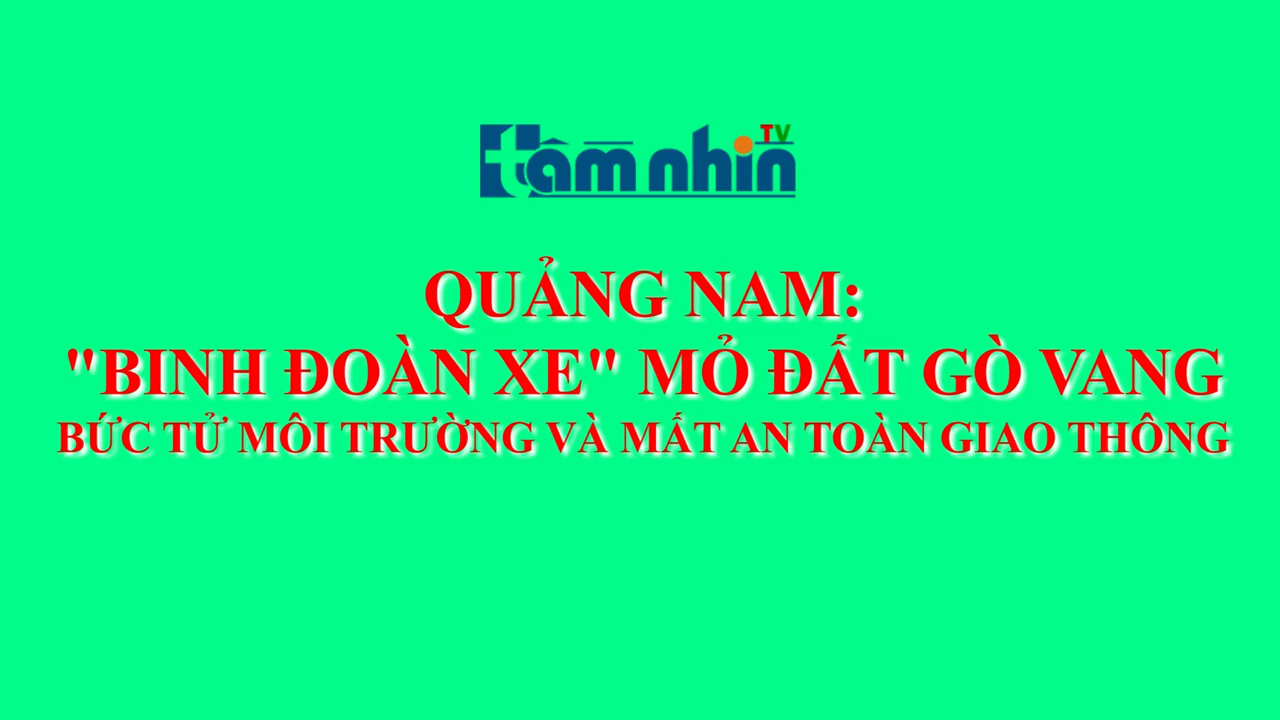 tâm nhìn TV
QUẢNG NAM:
"BINH ĐOÀN XE" MỎ ĐẤT GÒ VANG
BỨC TỬ MÔI TRƯỜNG VÀ MẤT AN TOÀN GIAO THÔNG